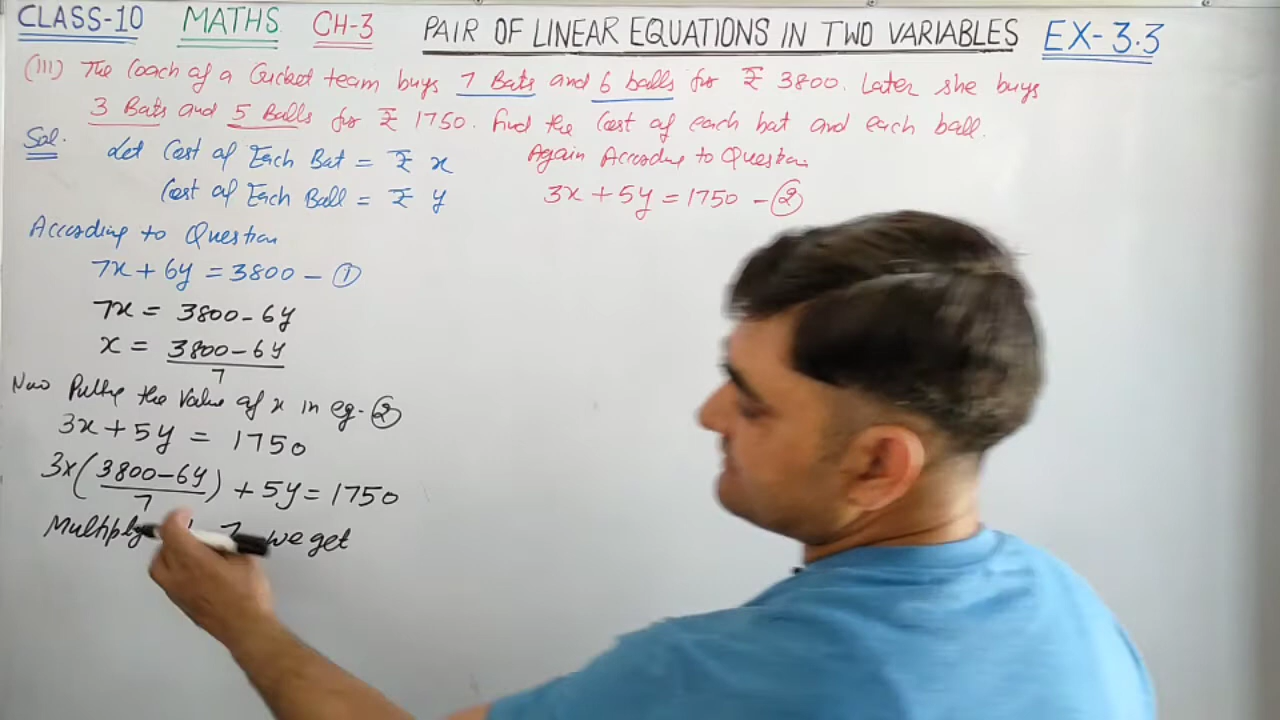 CLASS-10 MATHS CH-3 PAIR OF LINEAR EQUATIONS IN TWO VARIABLES EX-3.3
(III) The Coach of a Cricket team buys 7 Bats and 6 balls for ₹ 3800. Later she buys
3 Bats and 5 Balls for ₹ 1750. Find the Cost of each bat and each ball.
Sol. Let Cost of Each Bat = ₹ x
Cost of Each Ball = ₹ y
According to Question
7x + 6y = 3800 - ①
7x = 3800 - 6y
x = 3800 - 6y / 7
Now Putting the Value of x in eq. ②
3x + 5y = 1750
3x(3800 - 6y / 7) + 5y = 1750
Multiply 7 we get
Again According to Question
3x + 5y = 1750 - ②